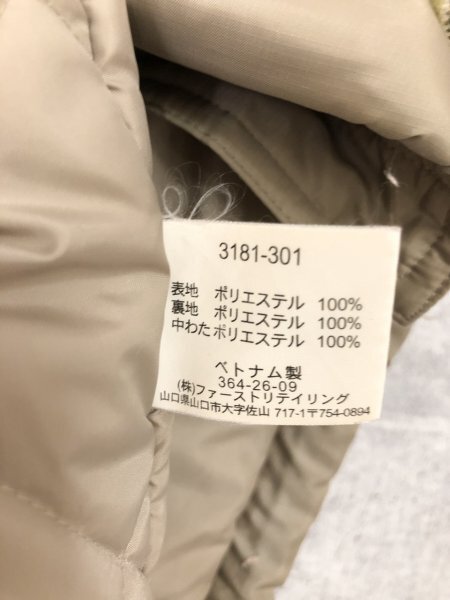 3181-301
表地 ポリエステル 100%
裏地 ポリエステル 100%
中わた ポリエステル 100%
ベトナム製
364-26-09
(株)ファーストリテイリング
山口県山口市大字佐山 717-1〒754-0894